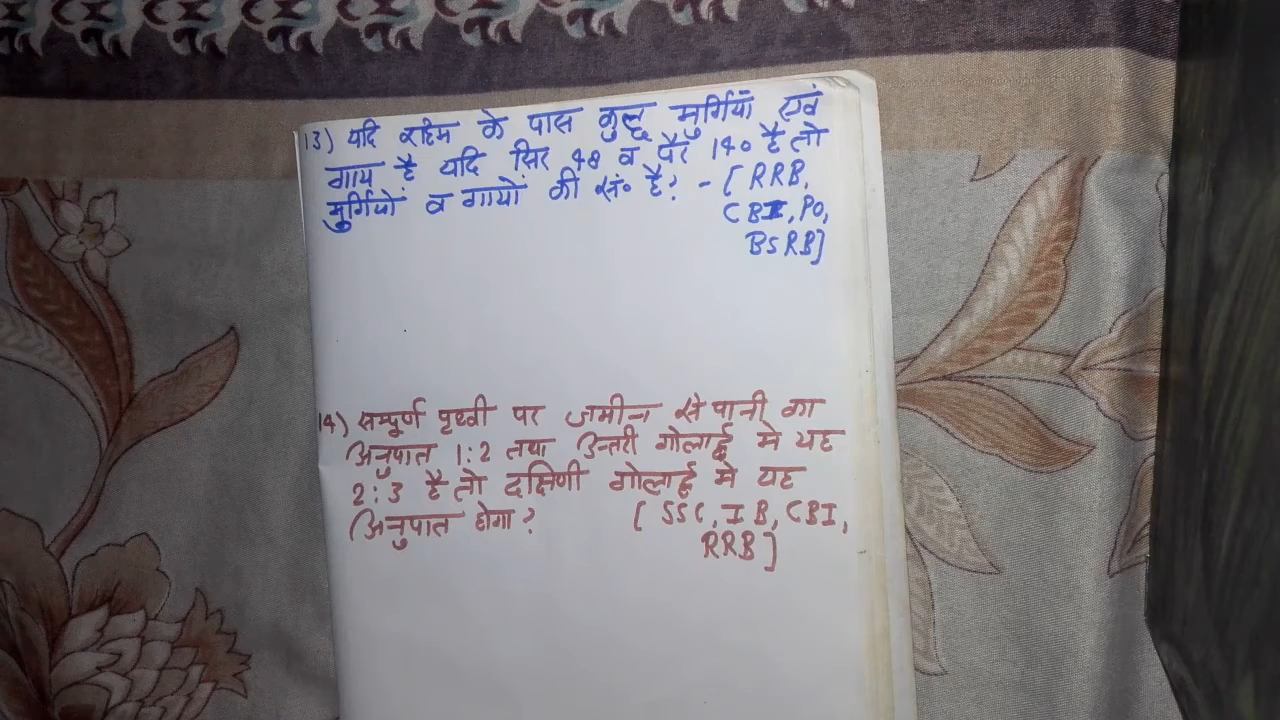 13) यदि रहिम के पास कुछ मुर्गियाँ एवं
गाय है यदि सिर 48 व पैर 140 है तो
मुर्गियों व गायों की सं० है? - [RRB,
CBI, PO,
BSRB]
14) सम्पूर्ण पृथ्वी पर जमीन से पानी का
अनुपात 1:2 तथा उत्तरी गोलार्द्ध मे यह
2:3 है तो दक्षिणी गोलार्द्ध मे यह
अनुपात होगा? [SSC, IB, CBI,
RRB]